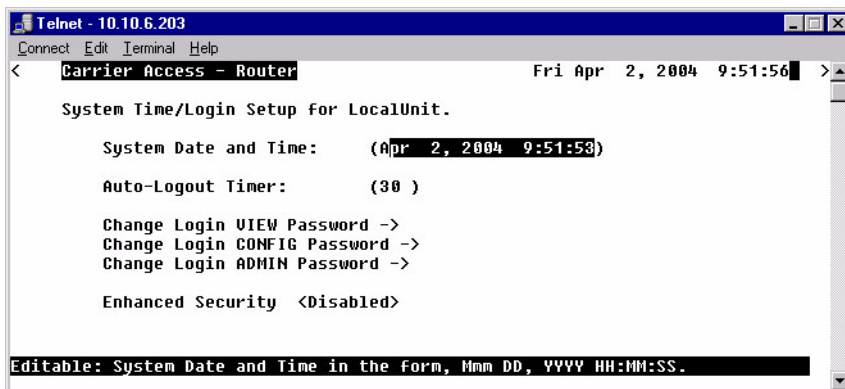 Telnet - 10.10.6.203
Connect Edit Terminal Help
< Carrier Access - Router Fri Apr 2, 2004 9:51:56 >
System Time/Login Setup for LocalUnit.
System Date and Time: (Apr 2, 2004 9:51:53)
Auto-Logout Timer: (30 )
Change Login VIEW Password ->
Change Login CONFIG Password ->
Change Login ADMIN Password ->
Enhanced Security <Disabled>
Editable: System Date and Time in the form, Mmm DD, YYYY HH:MM:SS.